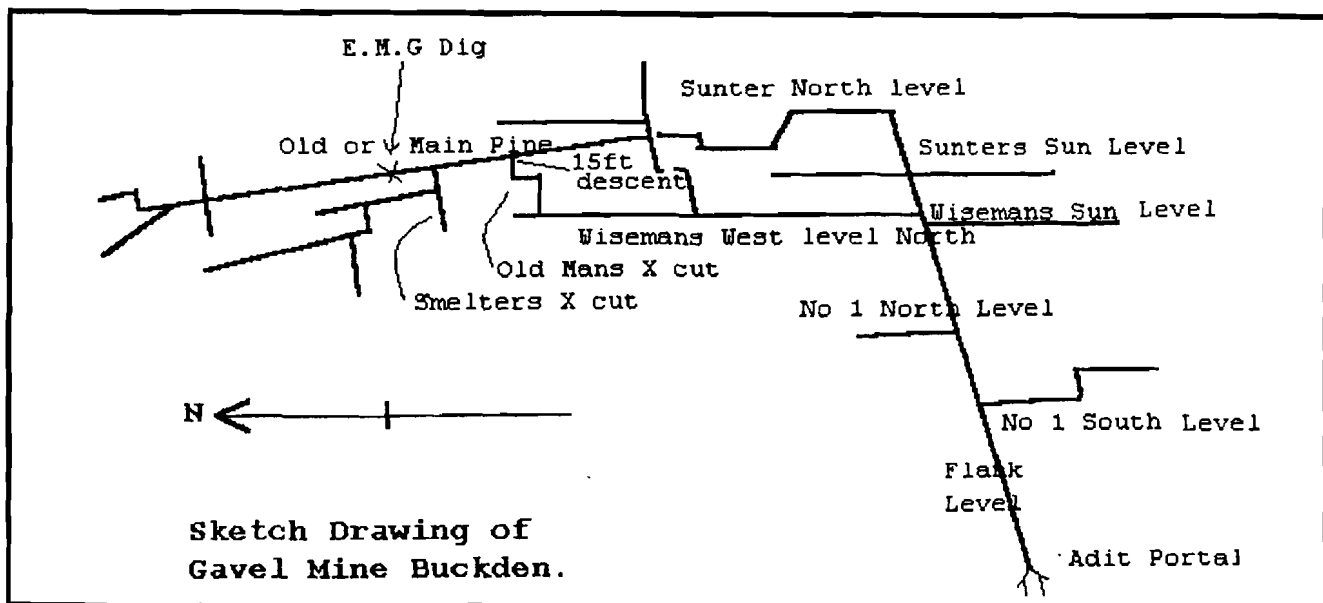 E.M.G Dig
Sunter North level
Old or Main Pipe
15ft
descent
Sunters Sun Level
Wisemans Sun Level
Wisemans West level North
Old Mans X cut
Smelters X cut
No 1 North Level
N
No 1 South Level
Flank
Level
Sketch Drawing of
Gavel Mine Buckden.
Adit Portal